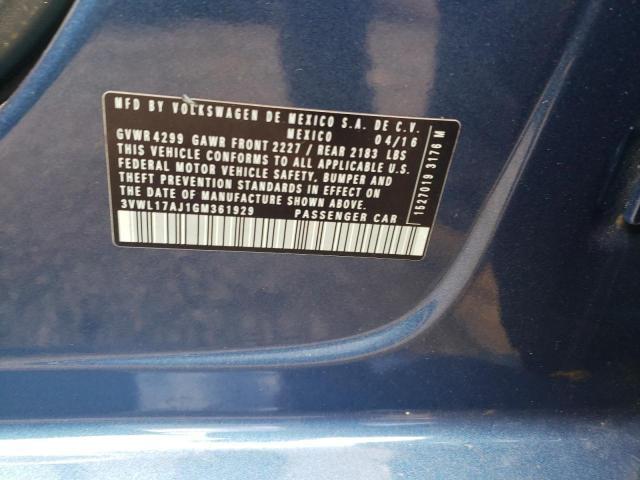 MFD BY VOLKSWAGEN DE MEXICO S.A. DE C.V.
MEXICO 04/16
GVWR 4299 GAWR FRONT 2227 / REAR 2183 LBS
THIS VEHICLE CONFORMS TO ALL APPLICABLE U.S.
FEDERAL MOTOR VEHICLE SAFETY, BUMPER AND
THEFT PREVENTION STANDARDS IN EFFECT ON
THE DATE OF MANUFACTURE SHOWN ABOVE.
3VWL17AJ1GM361929 PASSENGER CAR
1527019 3176 M